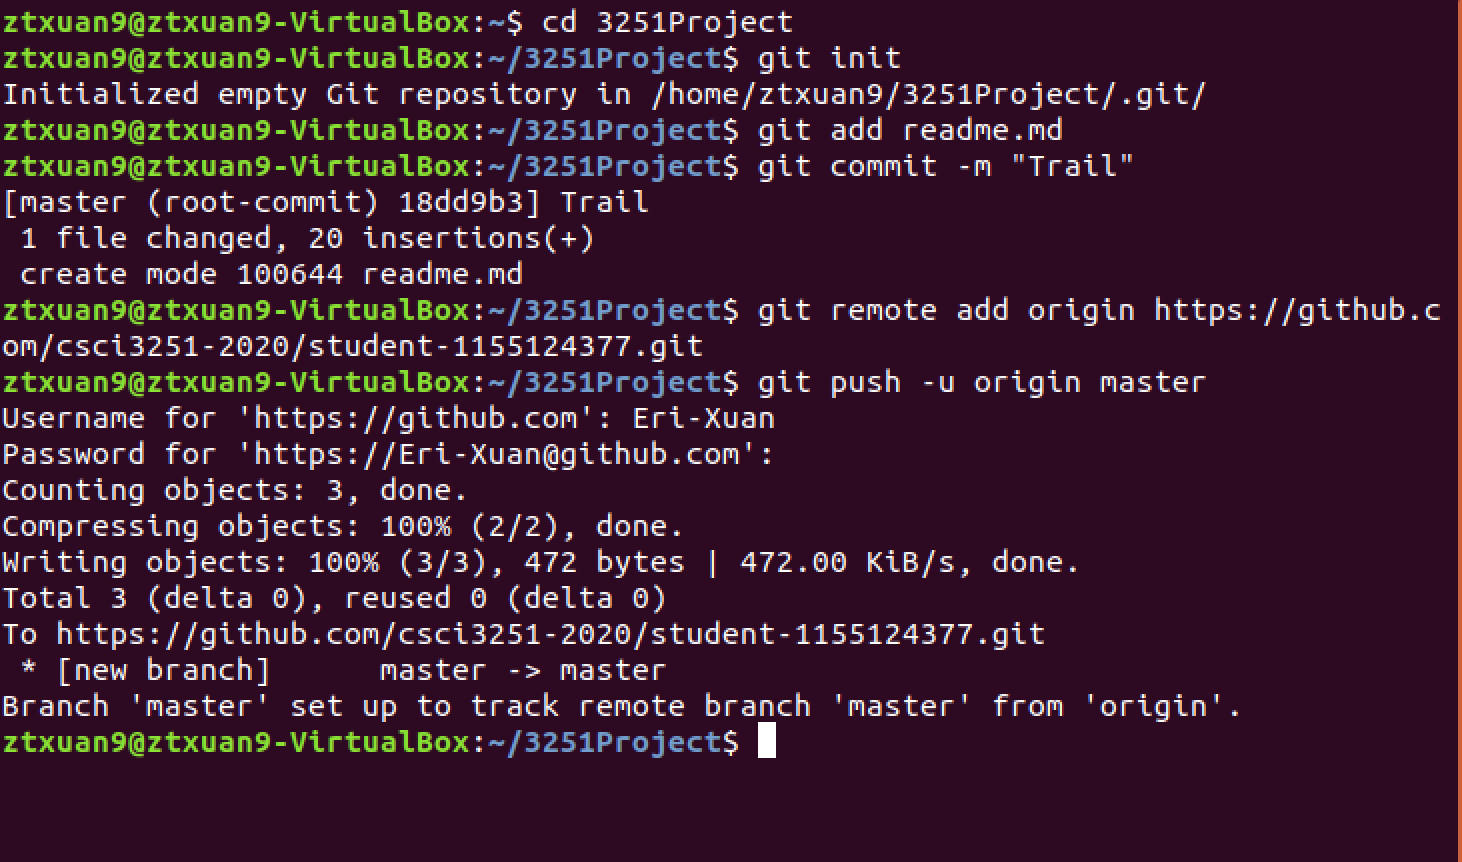 ztxuan9@ztxuan9-VirtualBox:~$ cd 3251Project
ztxuan9@ztxuan9-VirtualBox:~/3251Project$ git init
Initialized empty Git repository in /home/ztxuan9/3251Project/.git/
ztxuan9@ztxuan9-VirtualBox:~/3251Project$ git add readme.md
ztxuan9@ztxuan9-VirtualBox:~/3251Project$ git commit -m "Trail"
[master (root-commit) 18dd9b3] Trail
 1 file changed, 20 insertions(+)
 create mode 100644 readme.md
ztxuan9@ztxuan9-VirtualBox:~/3251Project$ git remote add origin https://github.c
om/csci3251-2020/student-1155124377.git
ztxuan9@ztxuan9-VirtualBox:~/3251Project$ git push -u origin master
Username for 'https://github.com': Eri-Xuan
Password for 'https://Eri-Xuan@github.com':
Counting objects: 3, done.
Compressing objects: 100% (2/2), done.
Writing objects: 100% (3/3), 472 bytes | 472.00 KiB/s, done.
Total 3 (delta 0), reused 0 (delta 0)
To https://github.com/csci3251-2020/student-1155124377.git
 * [new branch]      master -> master
Branch 'master' set up to track remote branch 'master' from 'origin'.
ztxuan9@ztxuan9-VirtualBox:~/3251Project$